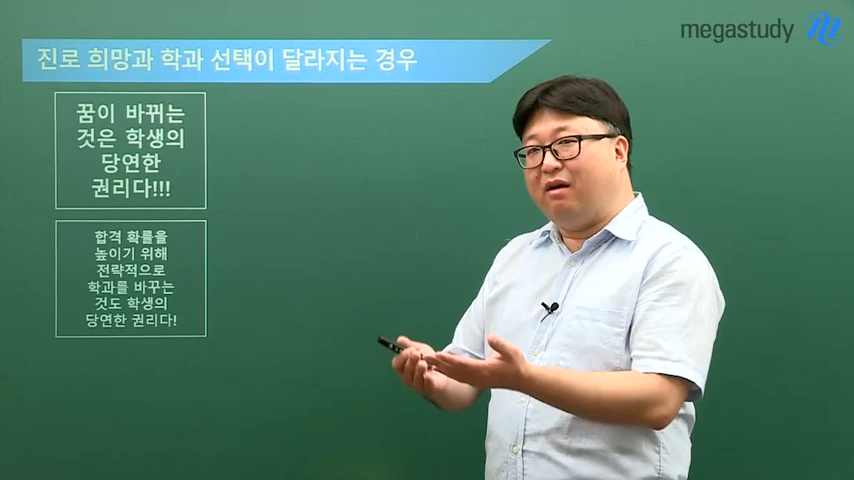 megastudy
진로 희망과 학과 선택이 달라지는 경우
꿈이 바뀌는
것은 학생의
당연한
권리다!!!
합격 확률을
높이기 위해
전략적으로
학과를 바꾸는
것도 학생의
당연한 권리다!